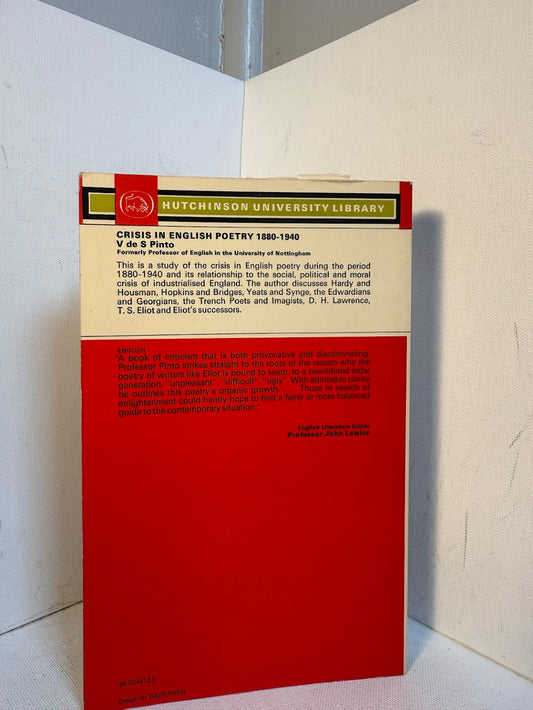 HUTCHINSON UNIVERSITY LIBRARY
CRISIS IN ENGLISH POETRY 1880-1940
V de S Pinto
Formerly Professor of English in the University of Nottingham
This is a study of the crisis in English poetry during the period
1880-1940 and its relationship to the social, political and moral
crisis of industrialised England. The author discusses Hardy and
Housman, Hopkins and Bridges, Yeats and Synge, the Edwardians
and Georgians, the Trench Poets and Imagists, D. H. Lawrence,
T. S. Eliot and Eliot's successors.
ENGLISH
'A book of criticism that is both provocative and discriminating.
Professor Pinto strikes straight to the roots of the reason why the
poetry of writers like Eliot is bound to seem, to a bewildered older
generation, "unpleasant", "difficult", "ugly". With admirable clarity
he outlines this poetry's organic growth. . . . Those in search of
enlightenment could hardly hope to find a fairer or more balanced
guide to the contemporary situation.'
English Literature Editor
Professor John Lawlor
Design by Ralph Mabey